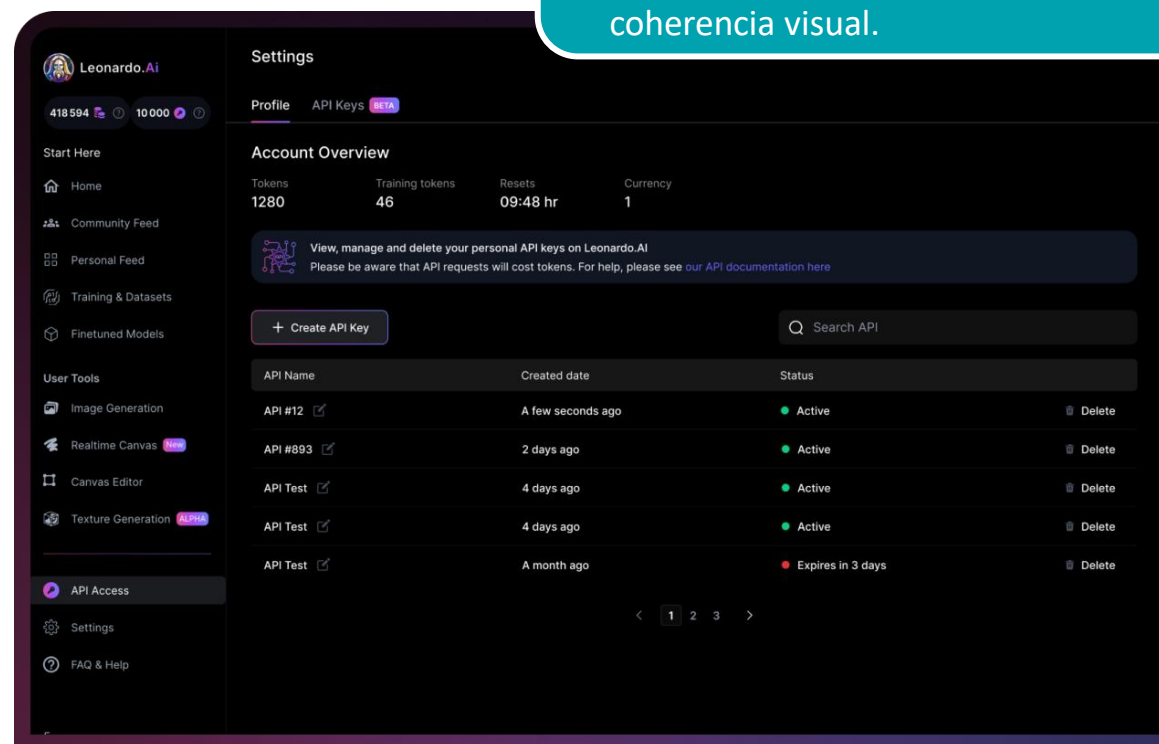 coherencia visual.
Leonardo.Ai
418 594 10 000
Start Here
Home
Community Feed
Personal Feed
Training & Datasets
Finetuned Models
User Tools
Image Generation
Realtime Canvas New
Canvas Editor
Texture Generation ALPHA
API Access
Settings
FAQ & Help
Settings
Profile API Keys BETA
Account Overview
Tokens Training tokens Resets Currency
1280 46 09:48 hr 1
View, manage and delete your personal API keys on Leonardo.AI
Please be aware that API requests will cost tokens. For help, please see our API documentation here
+ Create API Key Search API
API Name Created date Status
API #12 A few seconds ago Active Delete
API #893 2 days ago Active Delete
API Test 4 days ago Active Delete
API Test 4 days ago Active Delete
API Test A month ago Expires in 3 days Delete
< 1 2 3 >